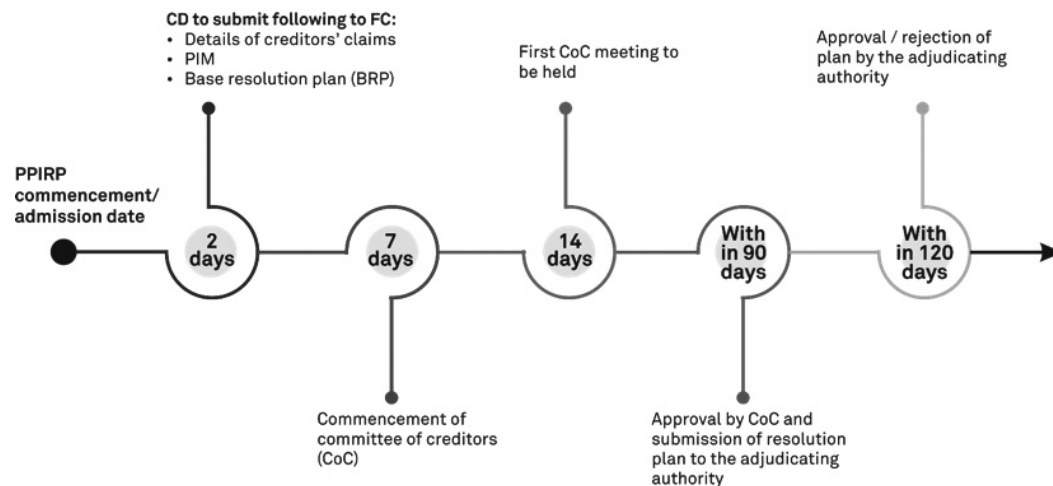 CD to submit following to FC:
• Details of creditors' claims
• PIM
• Base resolution plan (BRP)
First CoC meeting to
be held
Approval / rejection of
plan by the adjudicating
authority
PPIRP
commencement/
admission date
2
days
7
days
14
days
With
in 90
days
With
in 120
days
Commencement of
committee of creditors
(CoC)
Approval by CoC and
submission of resolution
plan to the adjudicating
authority